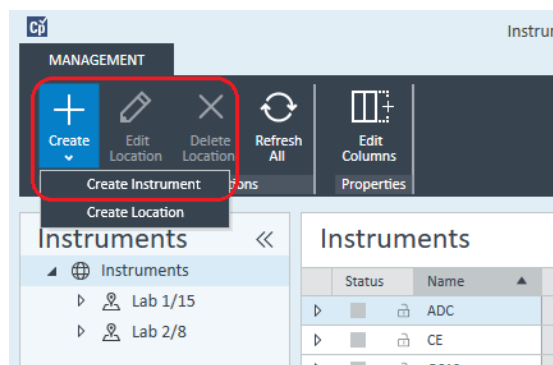 Cp
Instru
MANAGEMENT
Create
Edit
Location
Delete
Location
Refresh
All
Edit
Columns
Create Instrument
ons
Properties
Create Location
Instruments
Instruments
Instruments
Status
Name
Lab 1/15
ADC
Lab 2/8
CE